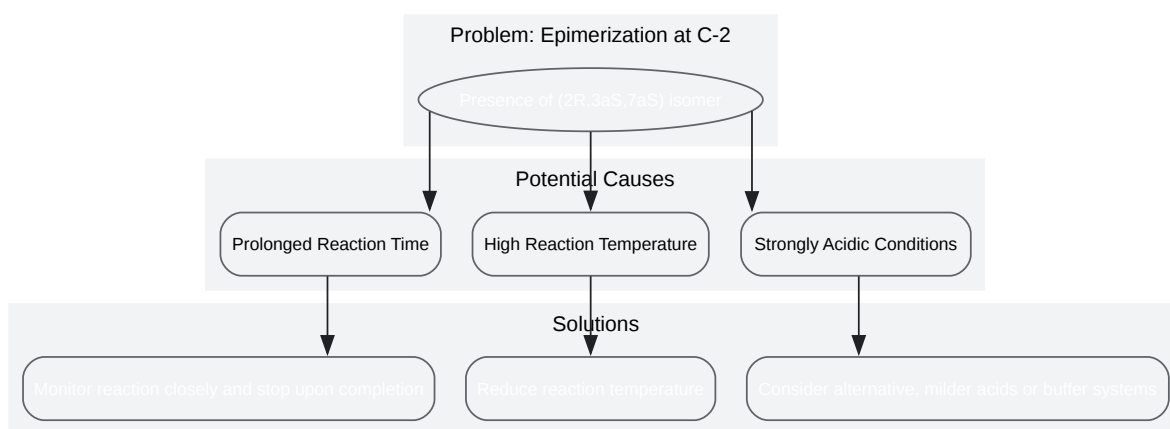 Problem: Epimerization at C-2
Presence of (2R,3aS,7aS) isomer
Potential Causes
Prolonged Reaction Time
High Reaction Temperature
Strongly Acidic Conditions
Solutions
Monitor reaction closely and stop upon completion
Reduce reaction temperature
Consider alternative, milder acids or buffer systems